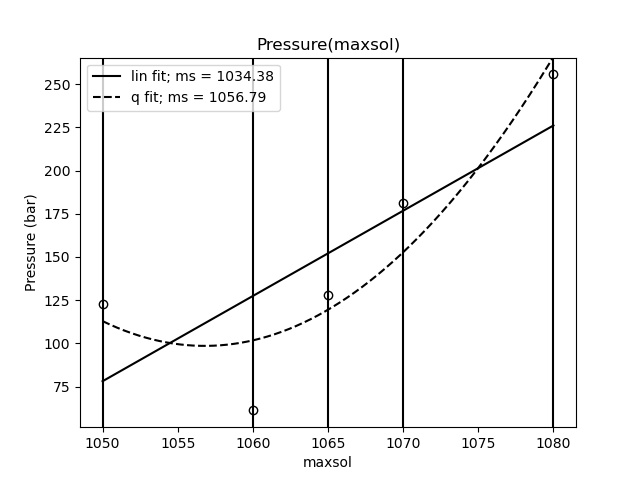 Pressure(maxsol)
lin fit; ms = 1034.38
q fit; ms = 1056.79
Pressure (bar)
250
225
200
175
150
125
100
75
1050 1055 1060 1065 1070 1075 1080
maxsol